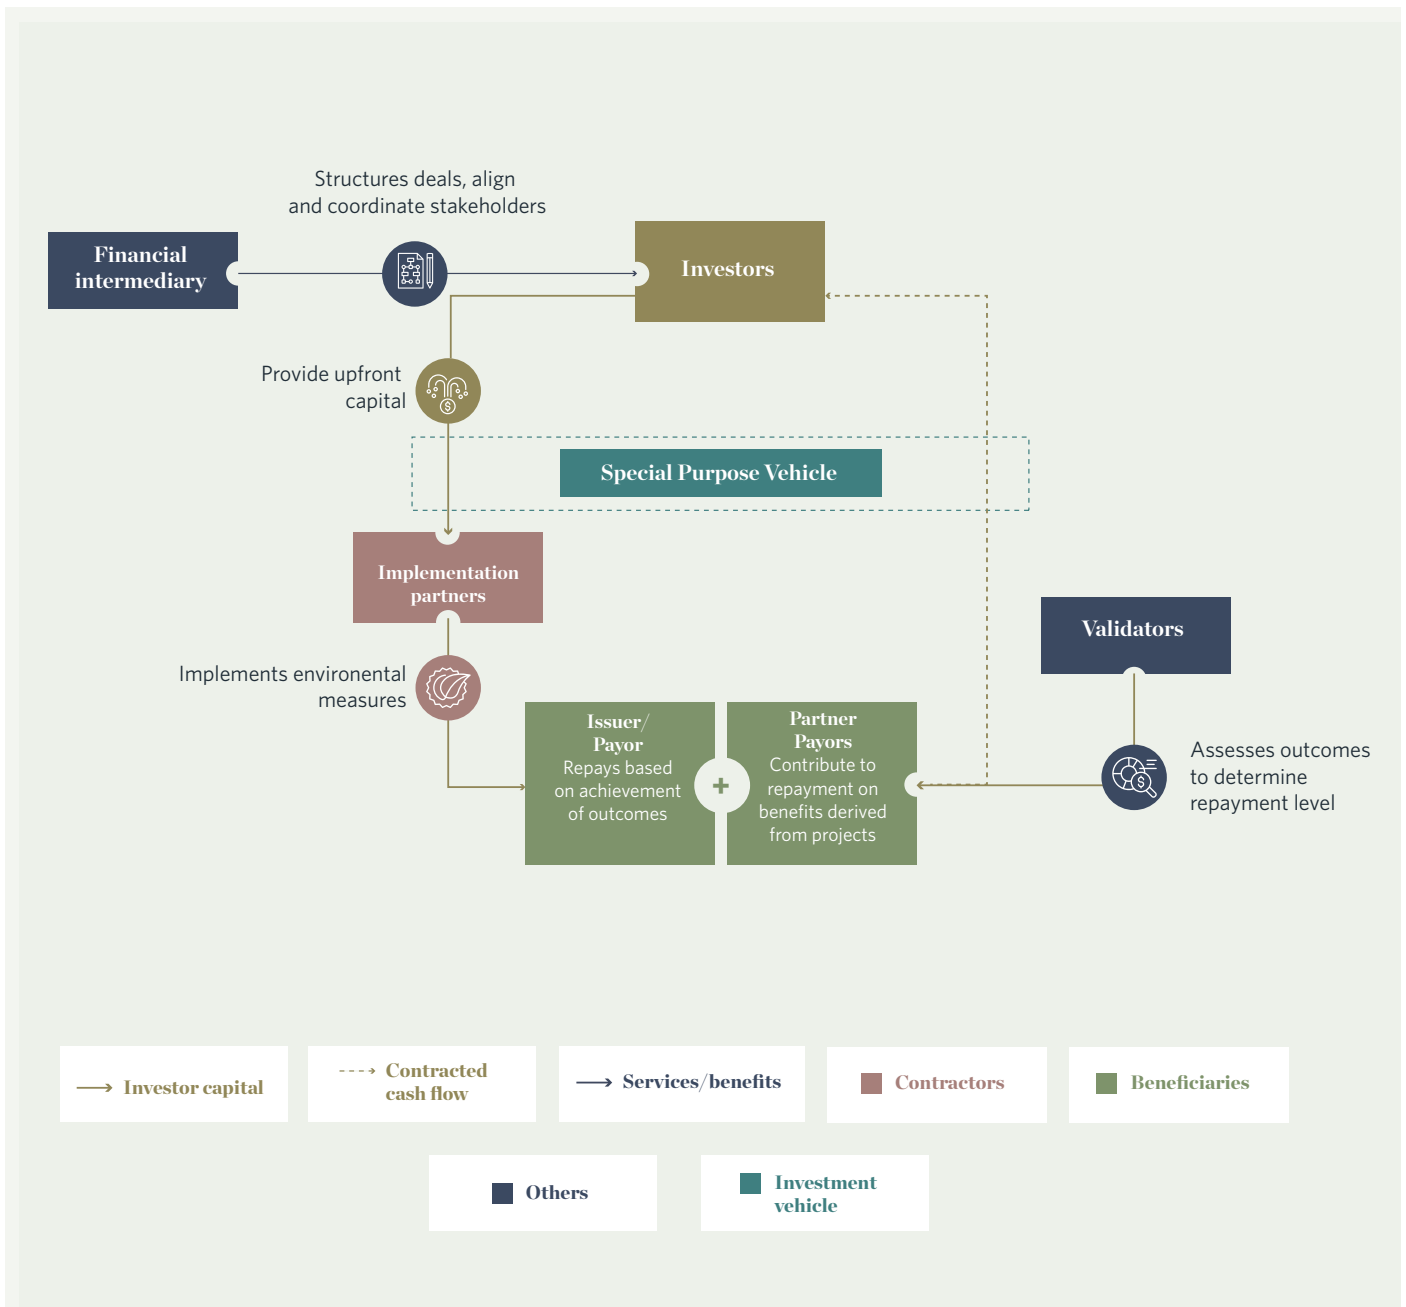 Structures deals, align
and coordinate stakeholders
Financial
intermediary
Investors
Provide upfront
capital
$
Special Purpose Vehicle
Implementation
partners
Validators
Implements environental
measures
Issuer/
Payor
Repays based
on achievement
of outcomes
+
Partner
Payors
Contribute to
repayment on
benefits derived
from projects
$
Assesses outcomes
to determine
repayment level
Investor capital
Contracted
cash flow
Services/benefits
Contractors
Beneficiaries
Others
Investment
vehicle